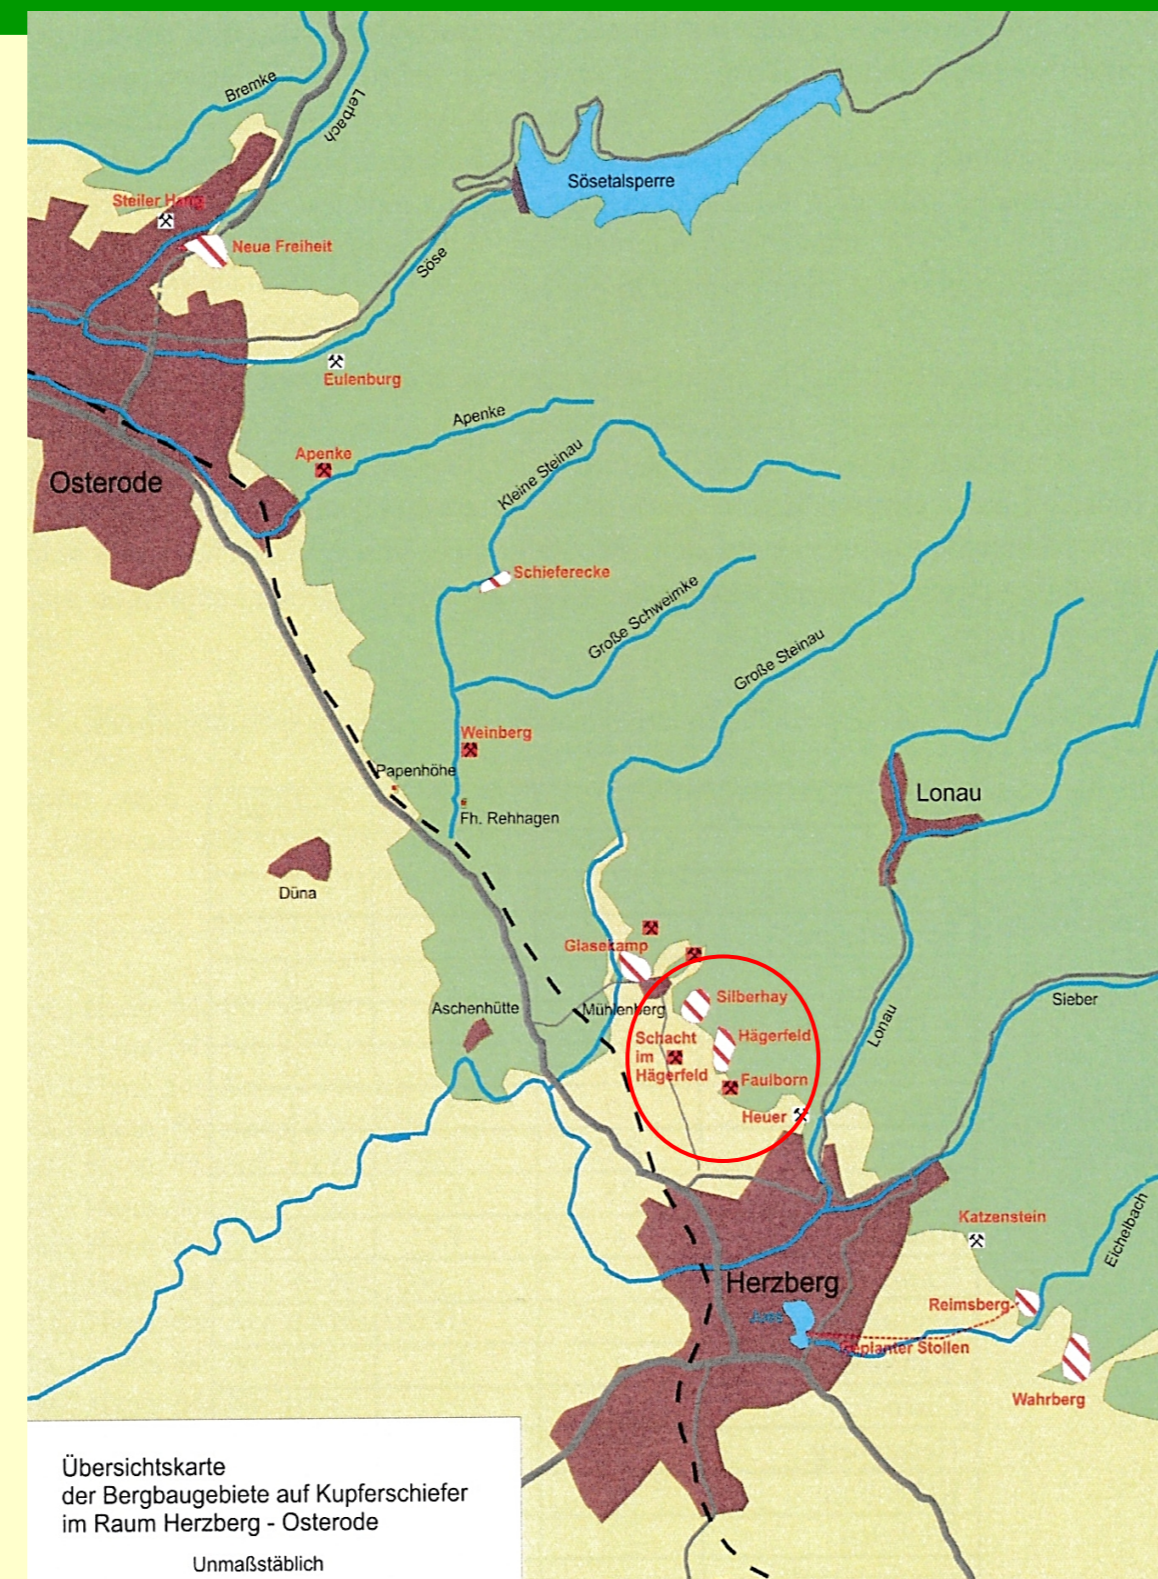 Bremke
Lerbach
Sösetalsperre
Steiler Hang
Neue Freiheit
Söse
Eulenburg
Apenke
Apenke
Kleine Steinau
Osterode
Schieferecke
Große Schweimke
Große Steinau
Weinberg
Papenhöhe
Fh. Rehhagen
Lonau
Düna
Glasekamp
Silberhay
Sieber
Aschenhütte
Mühlenberg
Lonau
Schacht
im
Hägerfeld
Hägerfeld
Faulborn
Heuer
Katzenstein
Eichelbach
Herzberg
Reimsberg
Jues
Geplanter Stollen
Wahrberg
Übersichtskarte
der Bergbaugebiete auf Kupferschiefer
im Raum Herzberg - Osterode
Unmaßstäblich